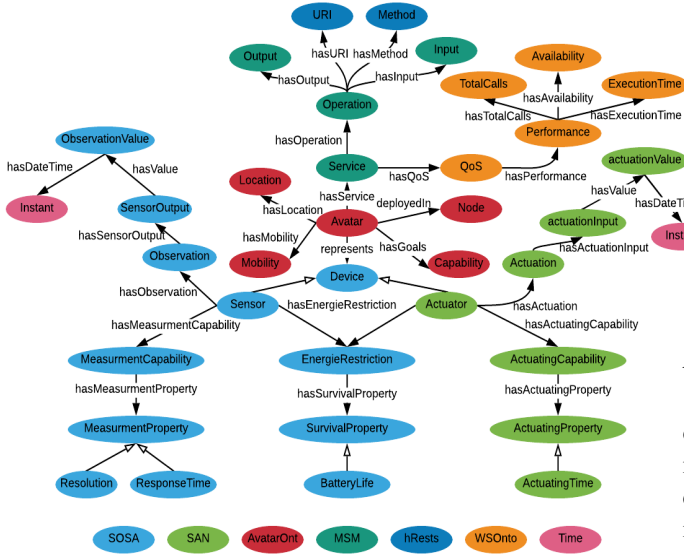 URI
Method
Output
hasURI
hasMethod
Input
hasOutput
hasInput
Operation
Availability
TotalCalls
ExecutionTime
hasAvailability
hasTotalCalls
hasExecutionTime
Performance
ObservationValue
hasOperation
actuationValue
hasDateTime
hasValue
Service
hasQoS
QoS
hasPerformance
Location
hasService
deployedIn
hasValue
Instant
SensorOutput
hasLocation
Avatar
Node
actuationInput
hasSensorOutput
hasMobility
represents
hasGoals
hasActuationInput
Observation
Mobility
Capability
Actuation
Device
hasObservation
Sensor
hasEnergieRestriction
Actuator
hasActuation
hasMeasurmentCapability
hasActuatingCapability
MeasurmentCapability
EnergieRestriction
ActuatingCapability
hasMeasurmentProperty
hasSurvivalProperty
hasActuatingProperty
MeasurmentProperty
SurvivalProperty
ActuatingProperty
Resolution
ResponseTime
BatteryLife
ActuatingTime
SOSA
SAN
AvatarOnt
MSM
hRests
WSOnto
Time